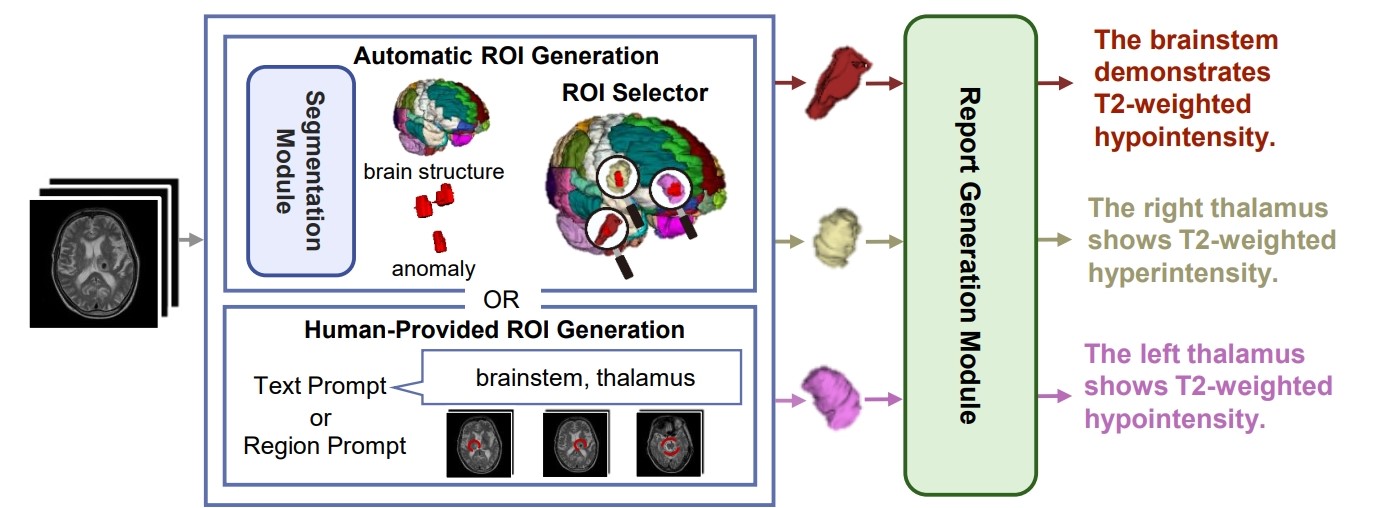 Automatic ROI Generation
Segmentation
Module
brain structure
anomaly
ROI Selector
OR
Human-Provided ROI Generation
Text Prompt
or
Region Prompt
brainstem, thalamus
Report Generation Module
The brainstem
demonstrates
T2-weighted
hypointensity.
The right thalamus
shows T2-weighted
hyperintensity.
The left thalamus
shows T2-weighted
hypointensity.